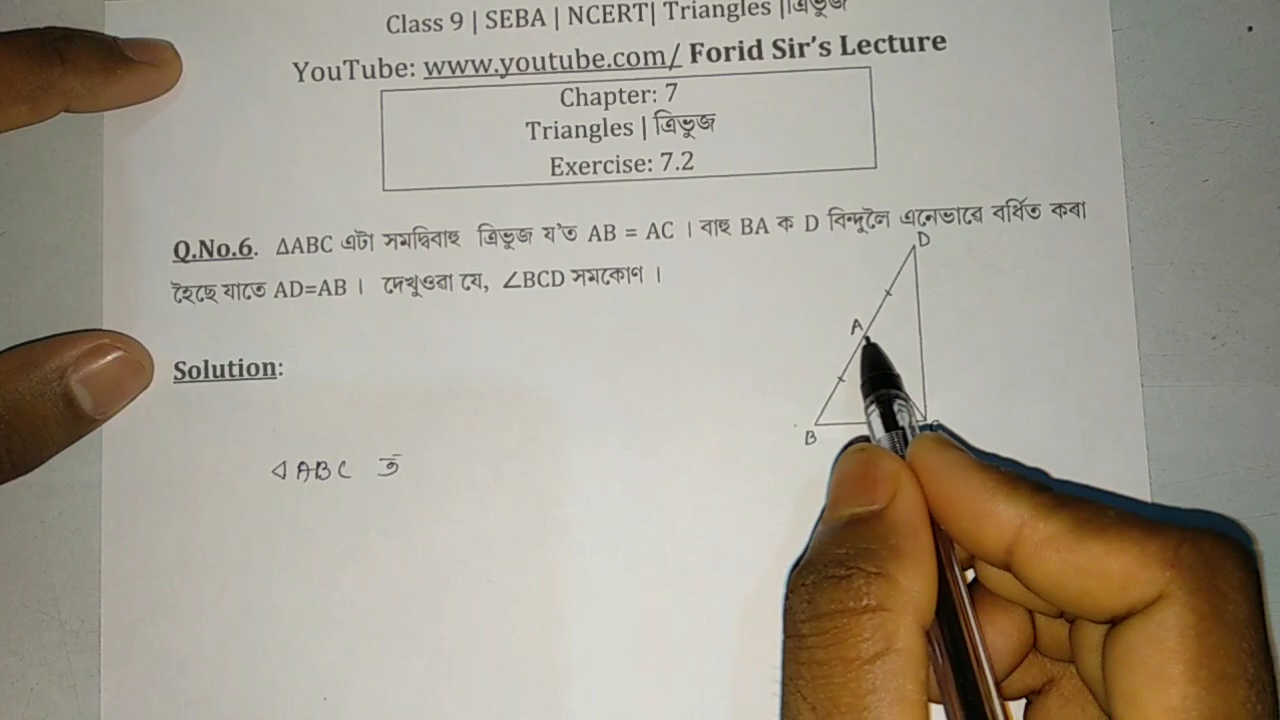 Class 9 | SEBA | NCERT| Triangles |ত্ৰিভূজ
YouTube: www.youtube.com/ Forid Sir's Lecture
Chapter: 7
Triangles | ত্ৰিভূজ
Exercise: 7.2
Q.No.6. ΔABC এটা সমদ্বিবাহু ত্ৰিভূজ য'ত AB = AC । বাহু BA ক D বিন্দুলৈ এনেভাৱে বৰ্ধিত কৰা
হৈছে যাতে AD=AB । দেখুওৱা যে, ∠BCD সমকোণ ।
D
A
Solution:
B
C
Δ ABC ত